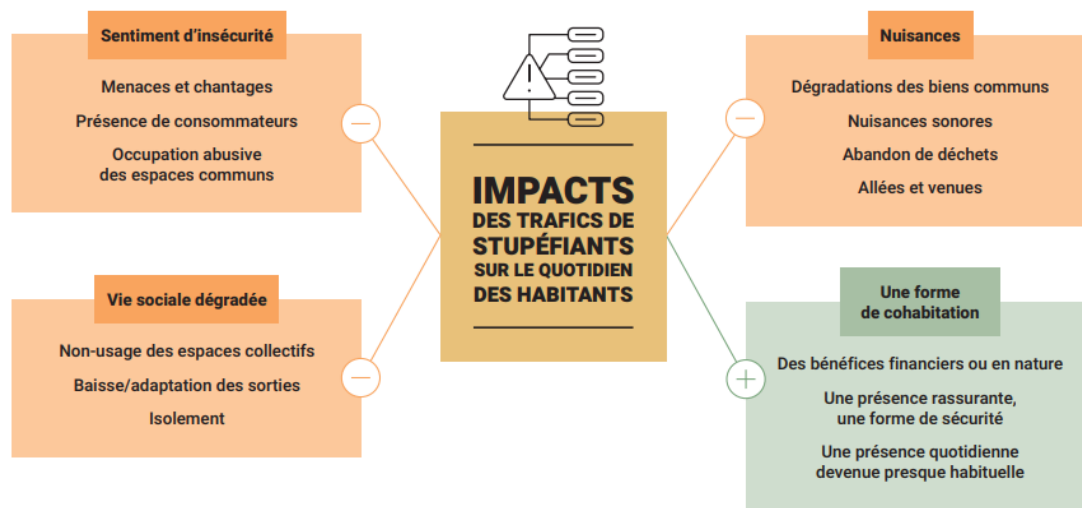 Sentiment d’insécurité
Menaces et chantages
Présence de consommateurs
Occupation abusive
des espaces communs
Vie sociale dégradée
Non-usage des espaces collectifs
Baisse/adaptation des sorties
Isolement
IMPACTS
DES TRAFICS DE
STUPÉFIANTS
SUR LE QUOTIDIEN
DES HABITANTS
Nuisances
Dégradations des biens communs
Nuisances sonores
Abandon de déchets
Allées et venues
Une forme
de cohabitation
Des bénéfices financiers ou en nature
Une présence rassurante,
une forme de sécurité
Une présence quotidienne
devenue presque habituelle